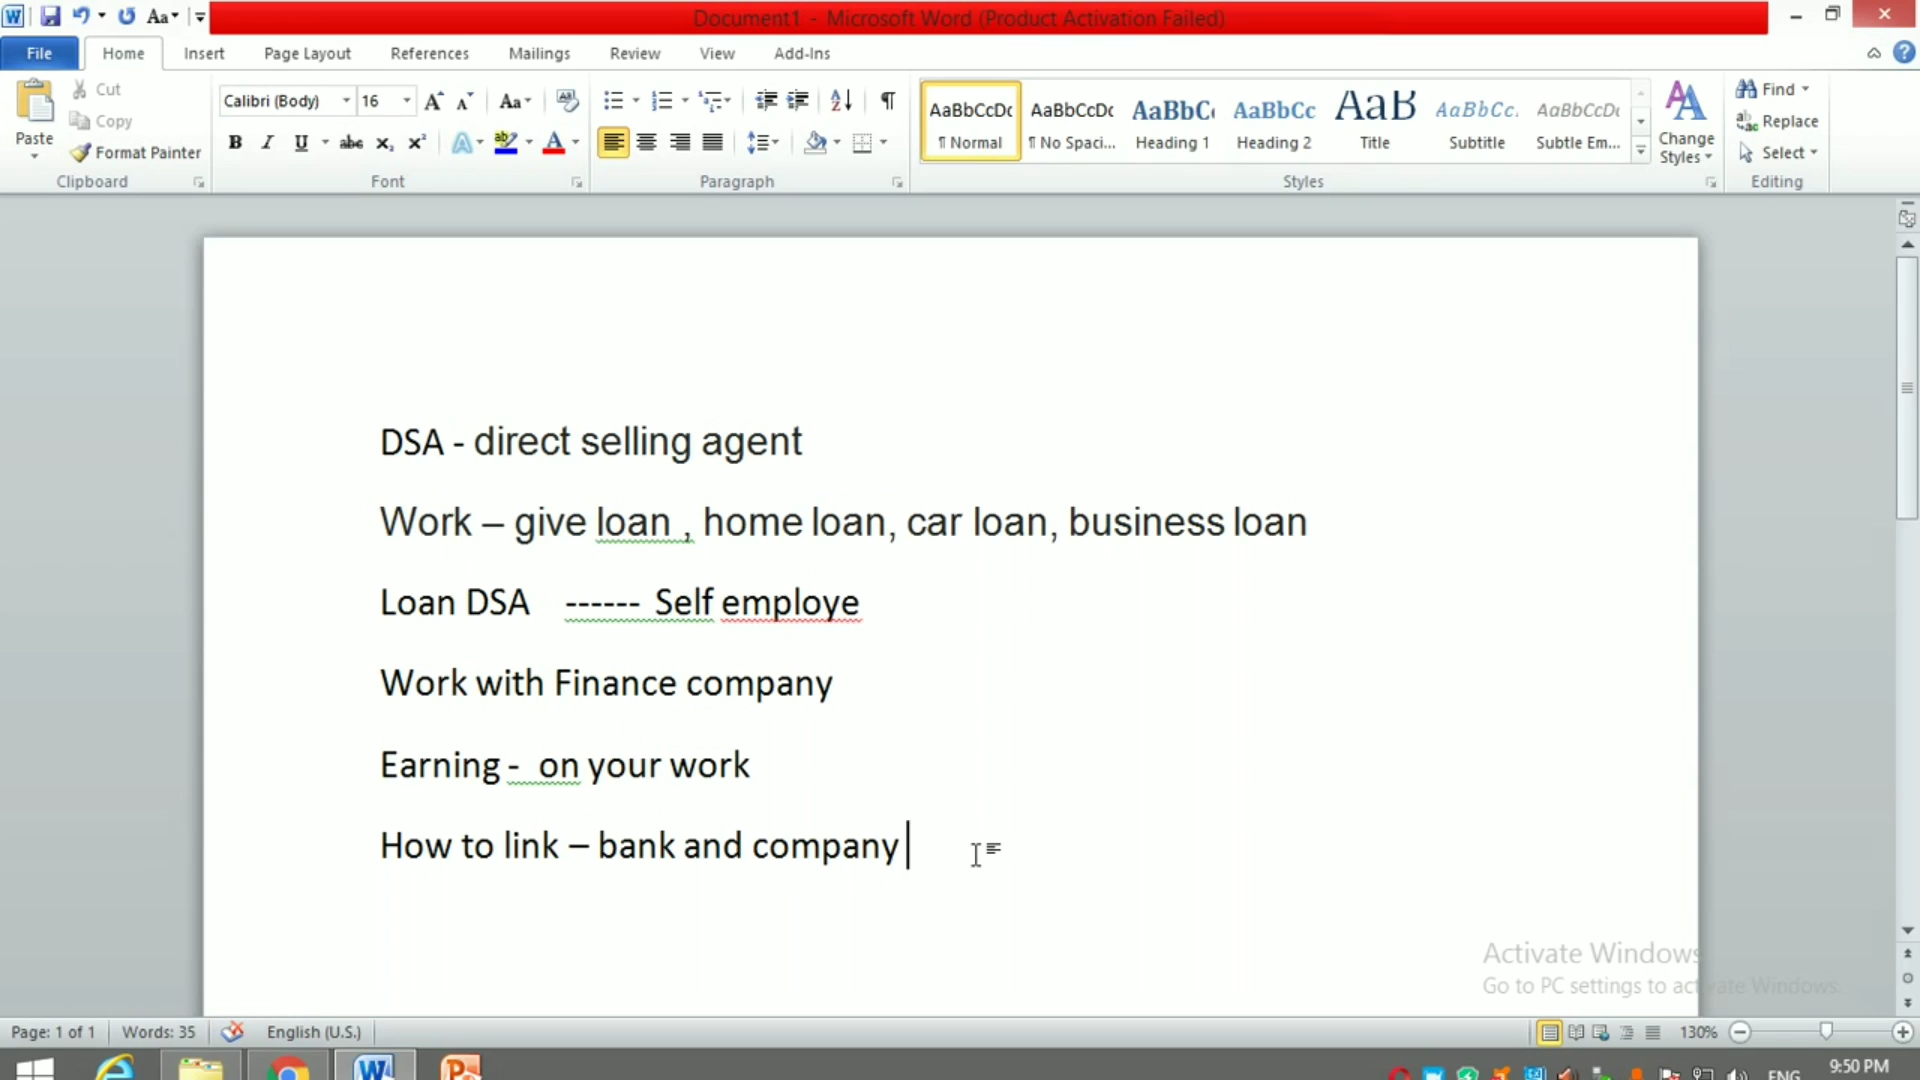 Document1 - Microsoft Word (Product Activation Failed)
File Home Insert Page Layout References Mailings Review View Add-Ins
Paste
Cut
Copy
Format Painter
Clipboard
Calibri (Body) 16
Font
Paragraph
AaBbCcDc AaBbCcDc AaBbC AaBbCc AaB AaBbCc. AaBbCcDc
¶ Normal ¶ No Spaci... Heading 1 Heading 2 Title Subtitle Subtle Em...
Change Styles
Styles
Find
Replace
Select
Editing
DSA - direct selling agent
Work – give loan , home loan, car loan, business loan
Loan DSA ------ Self employe
Work with Finance company
Earning - on your work
How to link – bank and company
Activate Windows
Go to PC settings to activate Windows.
Page: 1 of 1 Words: 35 English (U.S.) 130%
ENG 9:50 PM